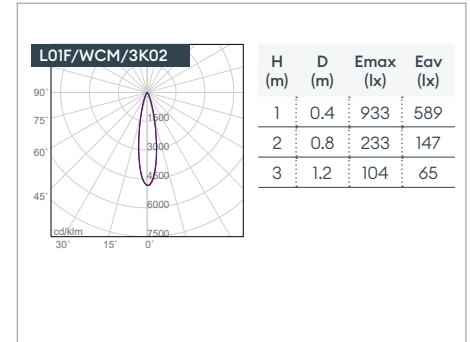 L01F/WCM/3K02
90°
75°
60°
45°
30° 15° 0°
1500
3000
4500
6000
7500
cd/klm
H D Emax Eav
(m) (m) (lx) (lx)
1 0.4 933 589
2 0.8 233 147
3 1.2 104 65